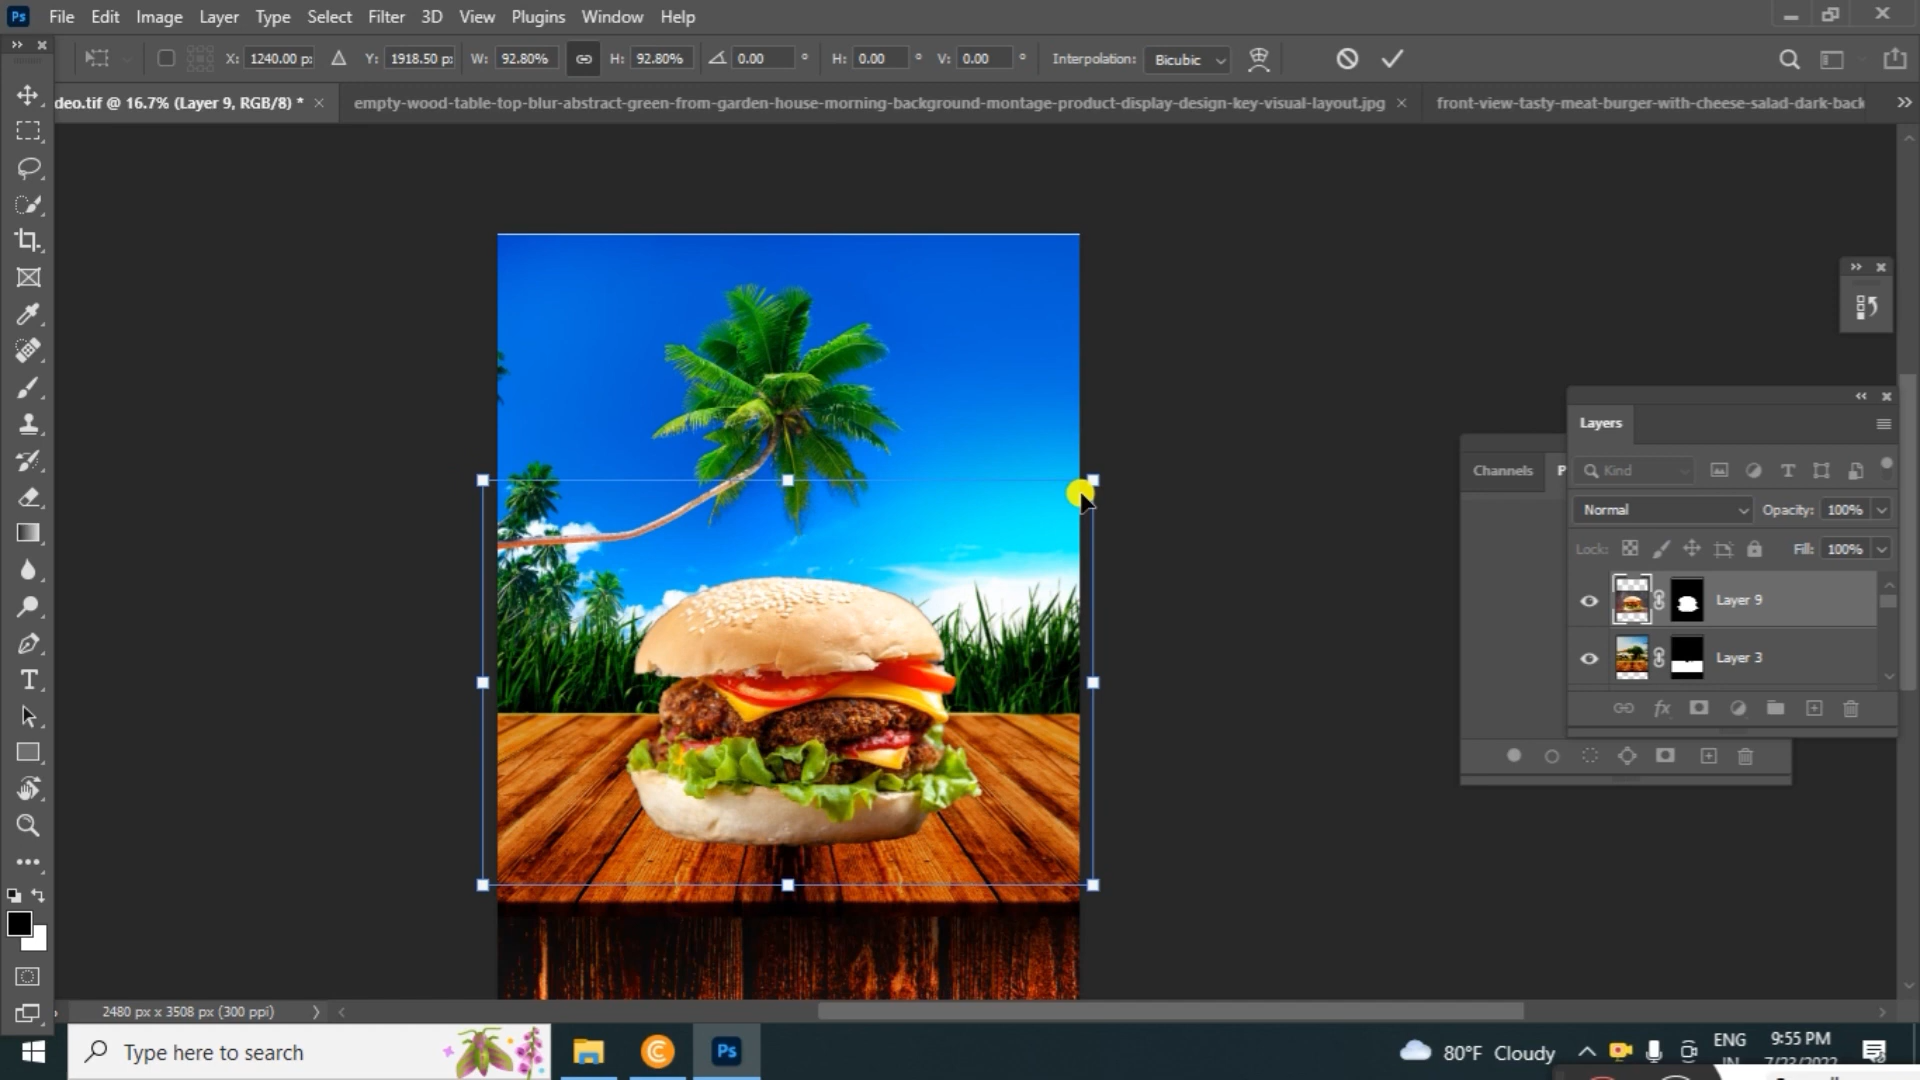 Ps File Edit Image Layer Type Select Filter 3D View Plugins Window Help
X: 1240.00 p: Y: 1918.50 p: W: 92.80% H: 92.80% 0.00 ° H: 0.00 ° V: 0.00 ° Interpolation: Bicubic
deo.tif @ 16.7% (Layer 9, RGB/8) * × empty-wood-table-top-blur-abstract-green-from-garden-house-morning-background-montage-product-display-design-key-visual-layout.jpg × front-view-tasty-meat-burger-with-cheese-salad-dark-back
Layers
Channels P Kind
Normal Opacity: 100%
Lock: Fill: 100%
Layer 9
Layer 3
fx
2480 px x 3508 px (300 ppi)
Type here to search Ps 80°F Cloudy ENG 9:55 PM
IN 7/23/2022